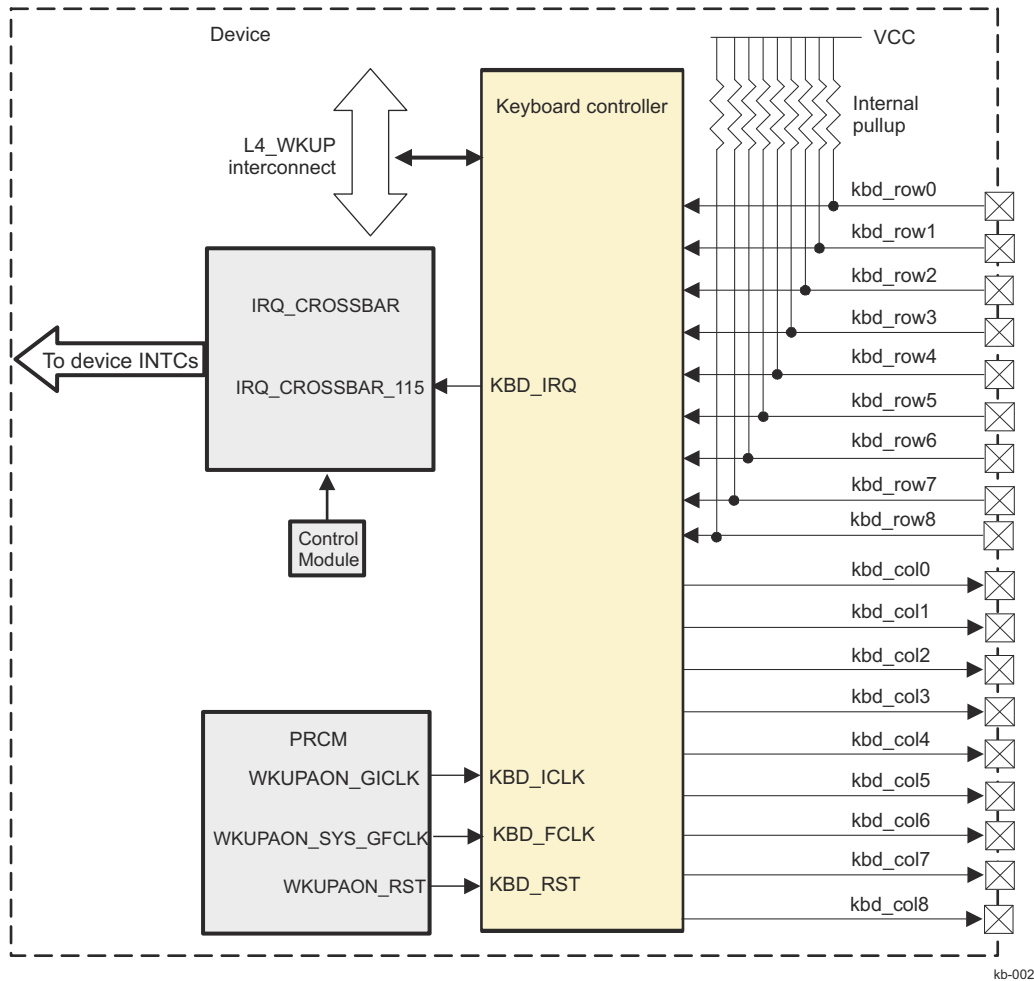 Device
VCC
Keyboard controller
Internal
pullup
L4_WKUP
interconnect
kbd_row0
kbd_row1
kbd_row2
kbd_row3
kbd_row4
kbd_row5
kbd_row6
kbd_row7
kbd_row8
IRQ_CROSSBAR
To device INTCs
IRQ_CROSSBAR_115
KBD_IRQ
Control
Module
kbd_col0
kbd_col1
kbd_col2
kbd_col3
kbd_col4
kbd_col5
kbd_col6
kbd_col7
kbd_col8
PRCM
WKUPAON_GICLK
KBD_ICLK
WKUPAON_SYS_GFCLK
KBD_FCLK
WKUPAON_RST
KBD_RST
kb-002